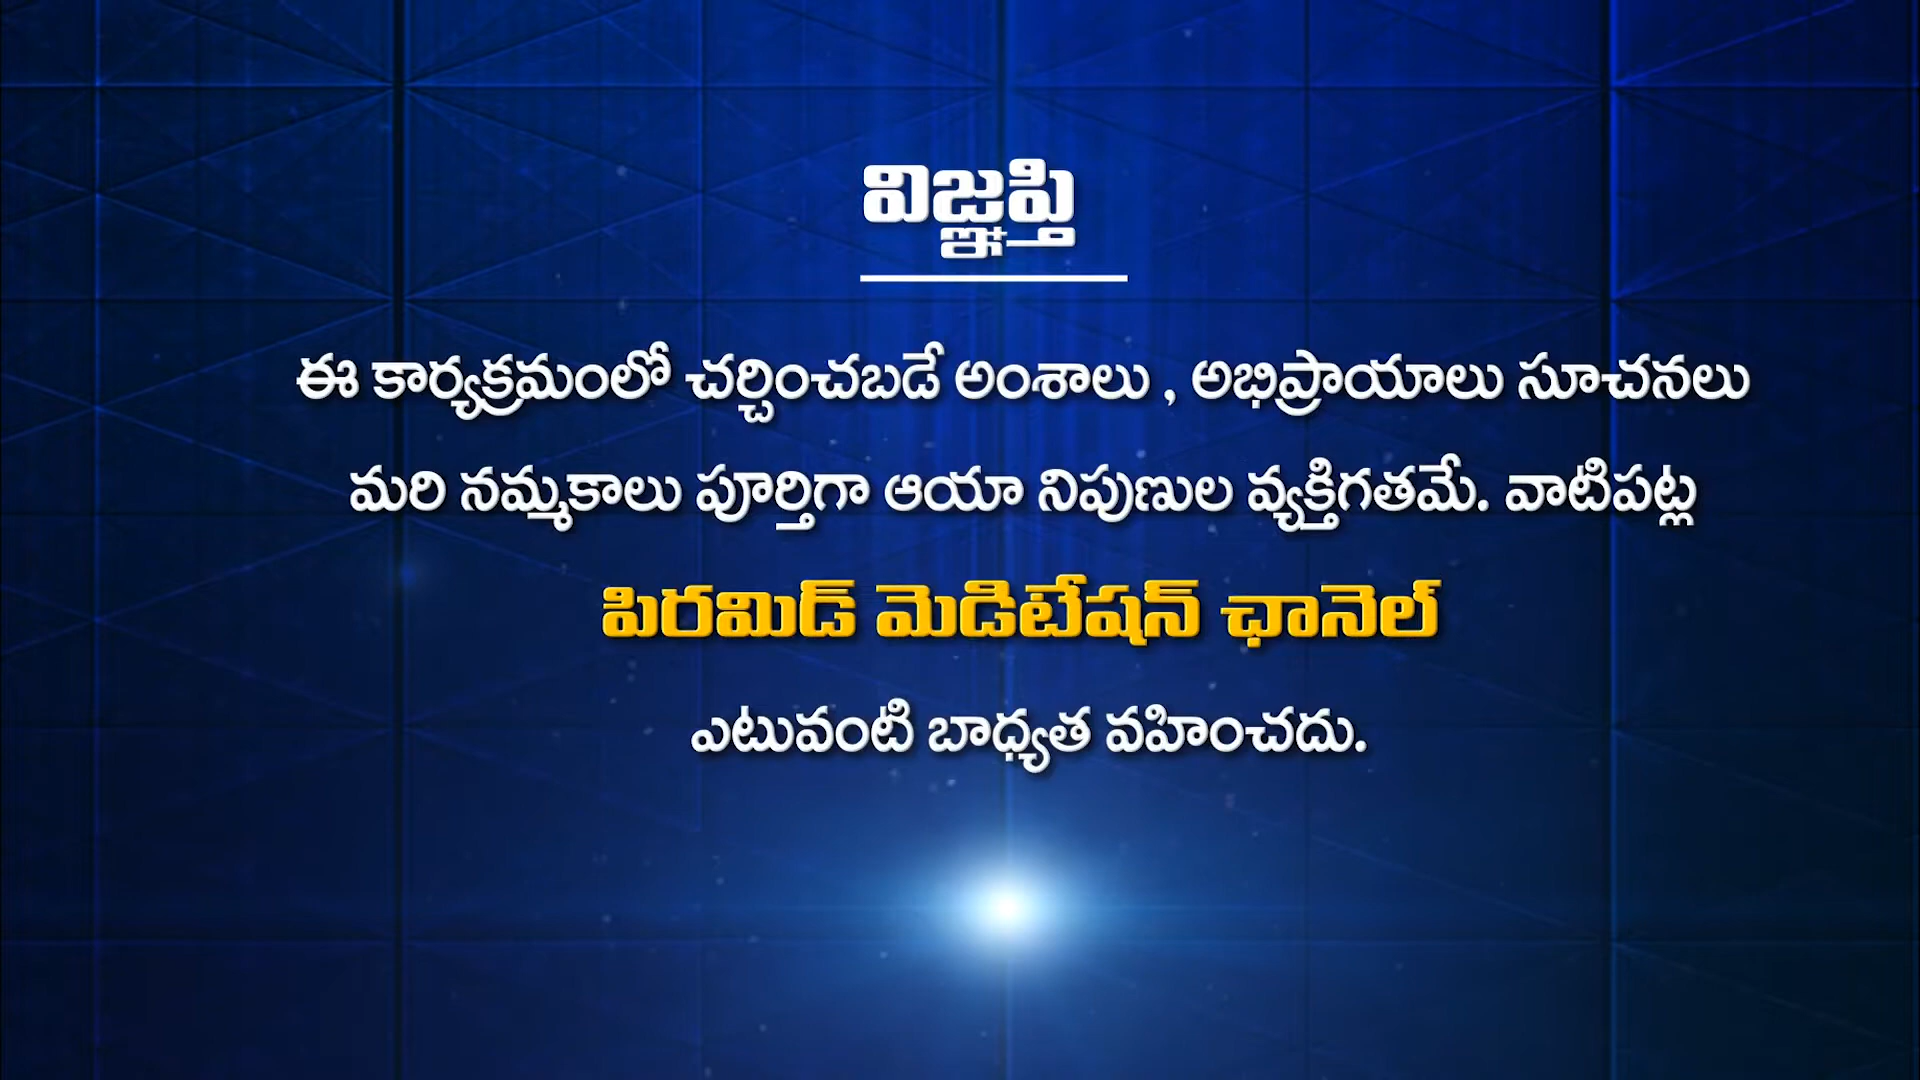 విజ్ఞప్తి
ఈ కార్యక్రమంలో చర్చించబడే అంశాలు , అభిప్రాయాలు సూచనలు
మరి నమ్మకాలు పూర్తిగా ఆయా నిపుణుల వ్యక్తిగతమే. వాటిపట్ల
పిరమిడ్ మెడిటేషన్ ఛానెల్
ఎటువంటి బాధ్యత వహించదు.